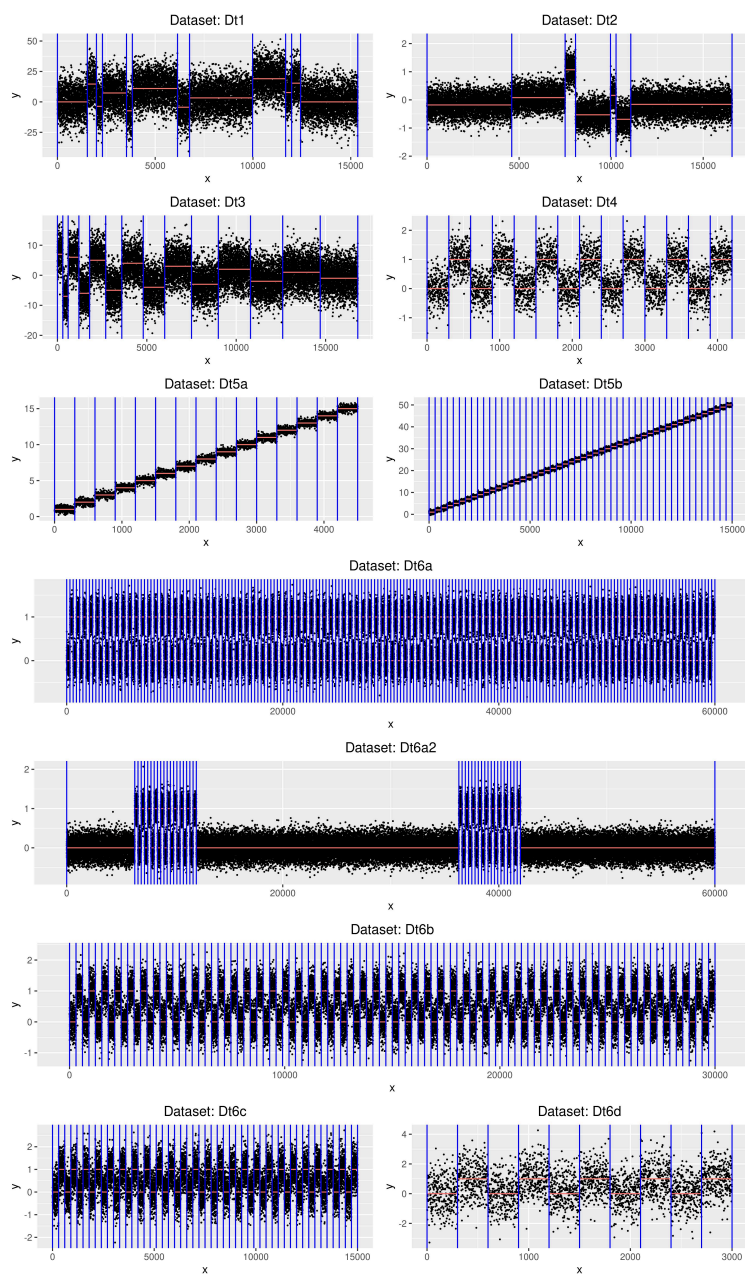 Dataset: Dt1
50
25
0
-25
y
0
5000
10000
15000
x
Dataset: Dt2
2
1
0
-1
-2
y
0
5000
10000
15000
x
Dataset: Dt3
10
0
-10
-20
y
0
5000
10000
15000
x
Dataset: Dt4
2
1
0
-1
y
0
1000
2000
3000
4000
x
Dataset: Dt5a
15
10
5
0
y
0
1000
2000
3000
4000
x
Dataset: Dt5b
50
40
30
20
10
0
y
0
5000
10000
15000
x
Dataset: Dt6a
1
0
y
0
20000
40000
60000
x
Dataset: Dt6a2
2
1
0
y
0
20000
40000
60000
x
Dataset: Dt6b
2
1
0
-1
y
0
10000
20000
30000
x
Dataset: Dt6c
2
1
0
-1
-2
y
0
5000
10000
15000
x
Dataset: Dt6d
4
2
0
-2
y
0
1000
2000
3000
x